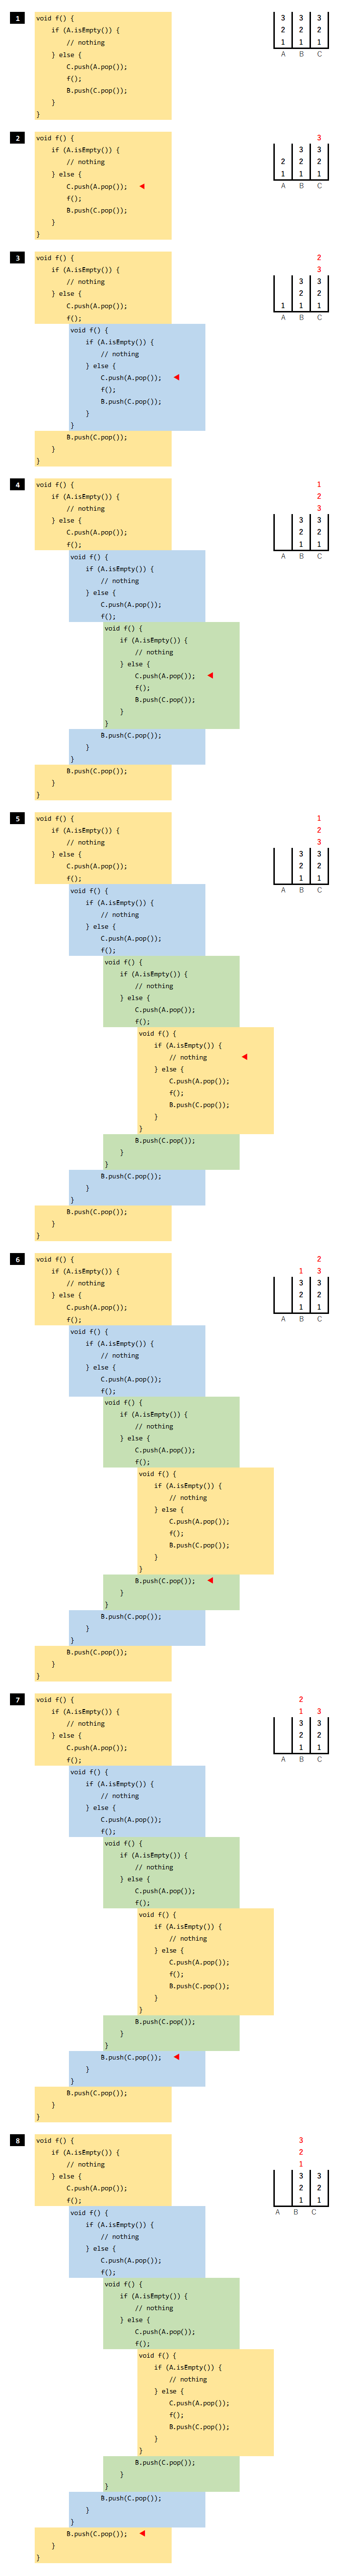 1
void f() {
if (A.isEmpty()) {
// nothing
} else {
C.push(A.pop());
f();
B.push(C.pop());
}
}
3 3 3
2 2 2
1 1 1
A B C
2
void f() {
if (A.isEmpty()) {
// nothing
} else {
C.push(A.pop());
f();
B.push(C.pop());
}
}
3
3 3
2 2 2
1 1 1
A B C
3
void f() {
if (A.isEmpty()) {
// nothing
} else {
C.push(A.pop());
f();
void f() {
if (A.isEmpty()) {
// nothing
} else {
C.push(A.pop());
f();
B.push(C.pop());
}
}
B.push(C.pop());
}
}
2
3
3 3
2 2
1 1 1
A B C
4
void f() {
if (A.isEmpty()) {
// nothing
} else {
C.push(A.pop());
f();
void f() {
if (A.isEmpty()) {
// nothing
} else {
C.push(A.pop());
f();
void f() {
if (A.isEmpty()) {
// nothing
} else {
C.push(A.pop());
f();
B.push(C.pop());
}
}
B.push(C.pop());
}
}
B.push(C.pop());
}
}
1
2
3
3 3
2 2
1 1
A B C
5
void f() {
if (A.isEmpty()) {
// nothing
} else {
C.push(A.pop());
f();
void f() {
if (A.isEmpty()) {
// nothing
} else {
C.push(A.pop());
f();
void f() {
if (A.isEmpty()) {
// nothing
} else {
C.push(A.pop());
f();
void f() {
if (A.isEmpty()) {
// nothing
} else {
C.push(A.pop());
f();
B.push(C.pop());
}
}
B.push(C.pop());
}
}
B.push(C.pop());
}
}
B.push(C.pop());
}
}
1
2
3
3 3
2 2
1 1
A B C
6
void f() {
if (A.isEmpty()) {
// nothing
} else {
C.push(A.pop());
f();
void f() {
if (A.isEmpty()) {
// nothing
} else {
C.push(A.pop());
f();
void f() {
if (A.isEmpty()) {
// nothing
} else {
C.push(A.pop());
f();
void f() {
if (A.isEmpty()) {
// nothing
} else {
C.push(A.pop());
f();
B.push(C.pop());
}
}
B.push(C.pop());
}
}
B.push(C.pop());
}
}
B.push(C.pop());
}
}
2
1 3
3 3
2 2
1 1
A B C
7
void f() {
if (A.isEmpty()) {
// nothing
} else {
C.push(A.pop());
f();
void f() {
if (A.isEmpty()) {
// nothing
} else {
C.push(A.pop());
f();
void f() {
if (A.isEmpty()) {
// nothing
} else {
C.push(A.pop());
f();
void f() {
if (A.isEmpty()) {
// nothing
} else {
C.push(A.pop());
f();
B.push(C.pop());
}
}
B.push(C.pop());
}
}
B.push(C.pop());
}
}
B.push(C.pop());
}
}
2
1 3
3 3
2 2
1 1
A B C
8
void f() {
if (A.isEmpty()) {
// nothing
} else {
C.push(A.pop());
f();
void f() {
if (A.isEmpty()) {
// nothing
} else {
C.push(A.pop());
f();
void f() {
if (A.isEmpty()) {
// nothing
} else {
C.push(A.pop());
f();
void f() {
if (A.isEmpty()) {
// nothing
} else {
C.push(A.pop());
f();
B.push(C.pop());
}
}
B.push(C.pop());
}
}
B.push(C.pop());
}
}
B.push(C.pop());
}
}
3
2
1
3 3
2 2
1 1
A B C